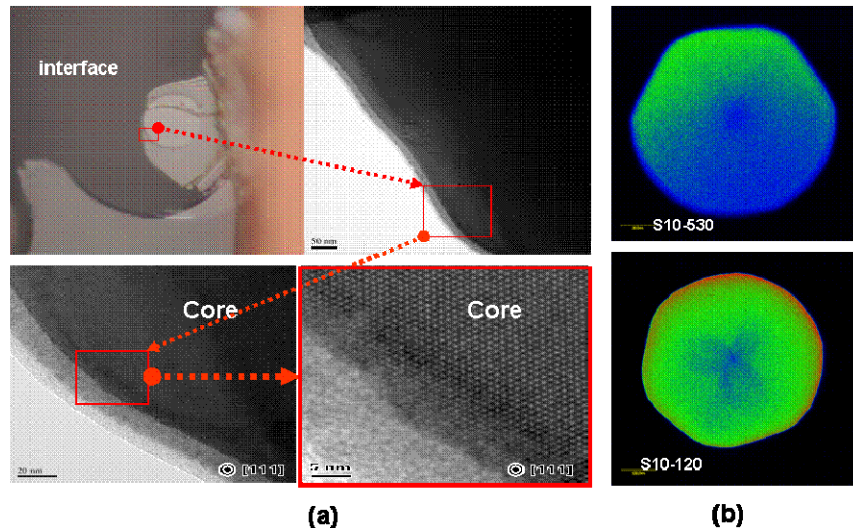 interface
50 nm
S10-530
Core
20 nm
[111]
Core
5 nm
[111]
S10-120
(a)
(b)